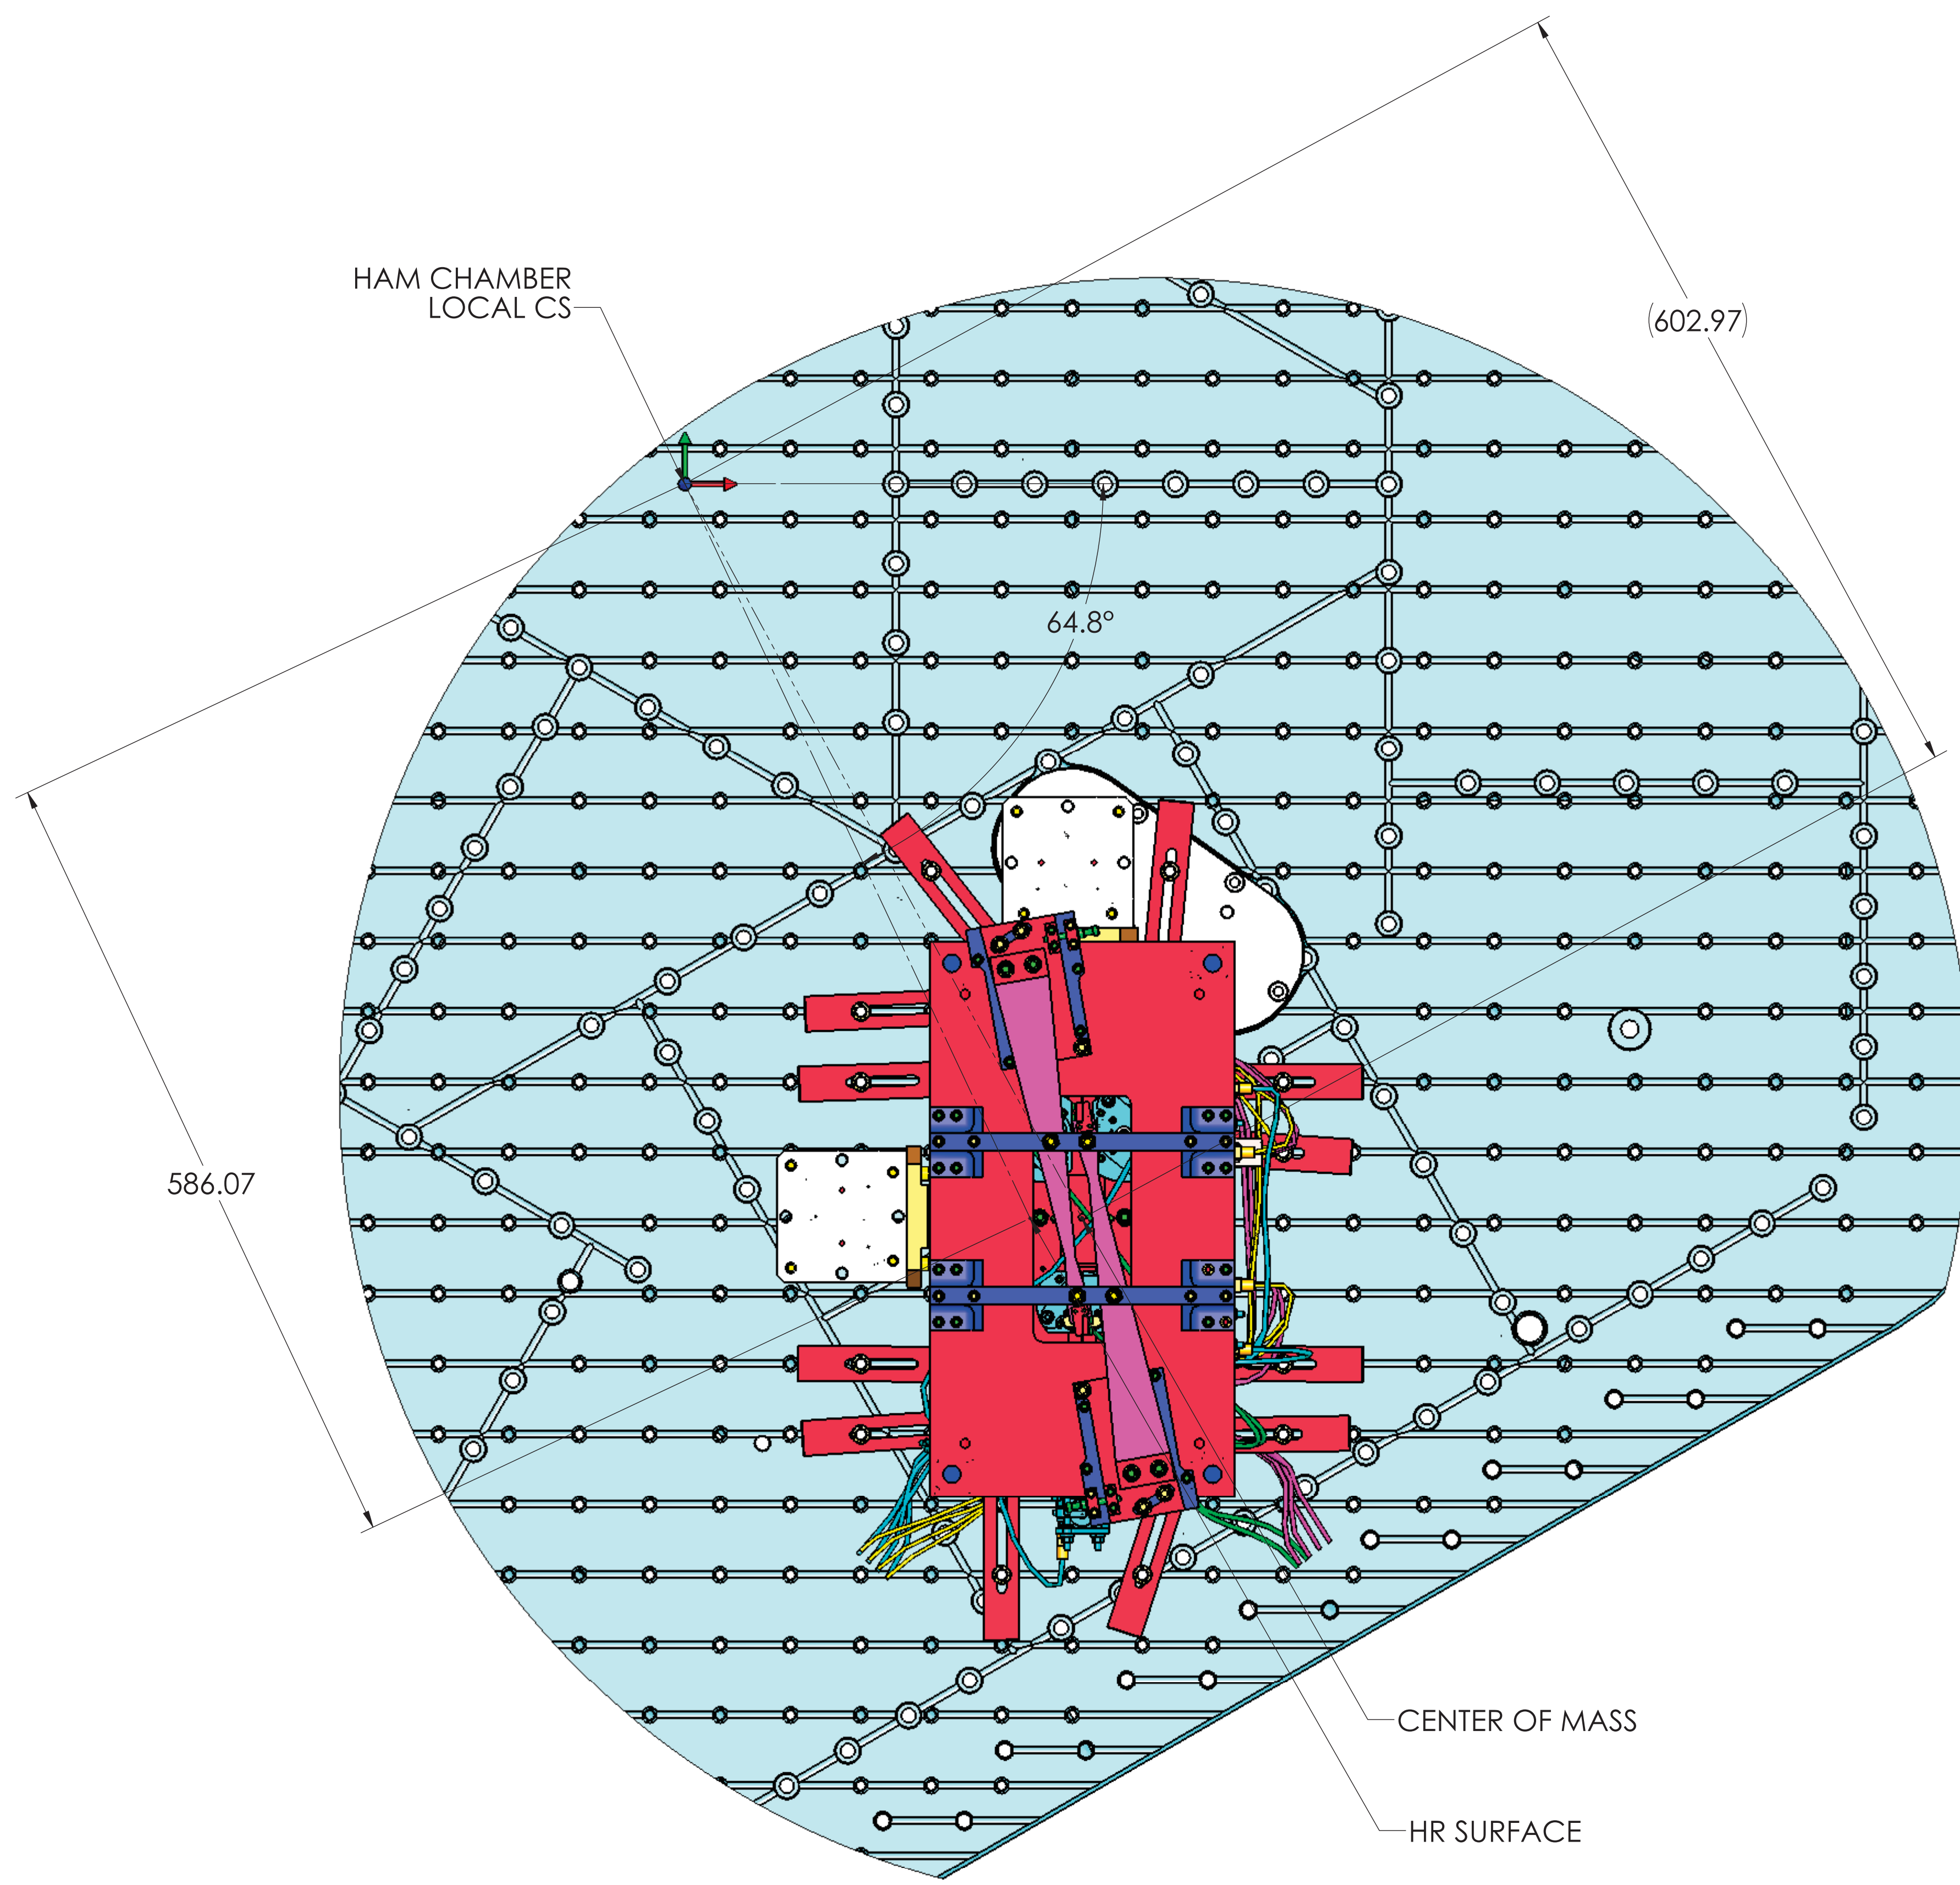 HAM CHAMBER
LOCAL CS
(602.97)
64.8°
586.07
CENTER OF MASS
HR SURFACE